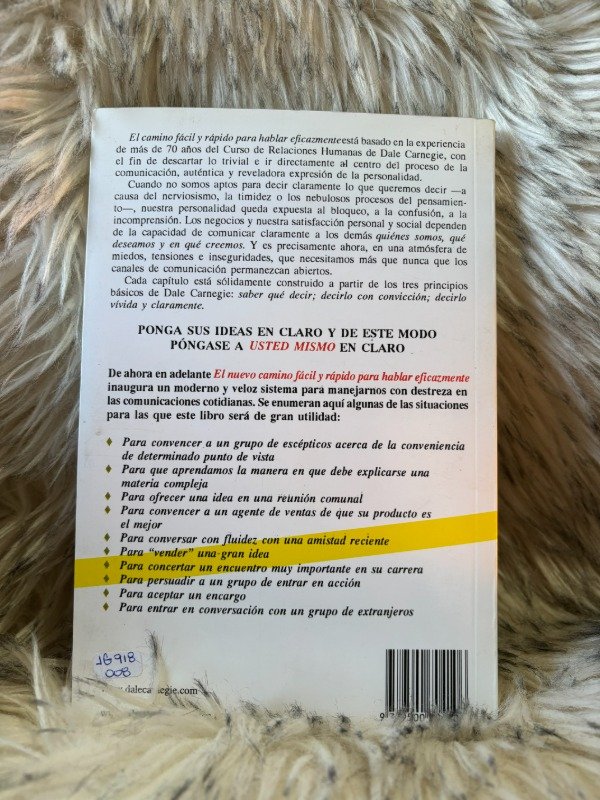 El camino fácil y rápido para hablar eficazmente está basado en la experiencia
de más de 70 años del Curso de Relaciones Humanas de Dale Carnegie, con
el fin de descartar lo trivial e ir directamente al centro del proceso de la
comunicación, auténtica y reveladora expresión de la personalidad.
Cuando no somos aptos para decir claramente lo que queremos decir —a
causa del nerviosismo, la timidez o los nebulosos procesos del pensamien-
to—, nuestra personalidad queda expuesta al bloqueo, a la confusión, a la
incomprensión. Los negocios y nuestra satisfacción personal y social dependen
de la capacidad de comunicar claramente a los demás quiénes somos, qué
deseamos y en qué creemos. Y es precisamente ahora, en una atmósfera de
miedos, tensiones e inseguridades, que necesitamos más que nunca que los
canales de comunicación permanezcan abiertos.
Cada capítulo está sólidamente construido a partir de los tres principios
básicos de Dale Carnegie: saber qué decir; decirlo con convicción; decirlo
vívida y claramente.
PONGA SUS IDEAS EN CLARO Y DE ESTE MODO
PÓNGASE A USTED MISMO EN CLARO
De ahora en adelante El nuevo camino fácil y rápido para hablar eficazmente
inaugura un moderno y veloz sistema para manejarnos con destreza en
las comunicaciones cotidianas. Se enumeran aquí algunas de las situaciones
para las que este libro será de gran utilidad:
♦ Para convencer a un grupo de escépticos acerca de la conveniencia
de determinado punto de vista
♦ Para que aprendamos la manera en que debe explicarse una
materia compleja
♦ Para ofrecer una idea en una reunión comunal
♦ Para convencer a un agente de ventas de que su producto es
el mejor
♦ Para conversar con fluidez con una amistad reciente
♦ Para "vender" una gran idea
♦ Para concertar un encuentro muy importante en su carrera
♦ Para persuadir a un grupo de entrar en acción
♦ Para aceptar un encargo
♦ Para entrar en conversación con un grupo de extranjeros
JG918
008